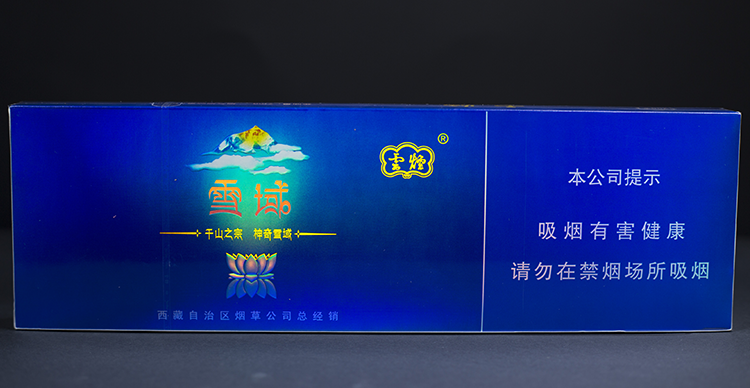 雲煙®
雪域
千山之宗 神奇雪域
西藏自治区烟草公司总经销
本公司提示
吸烟有害健康
请勿在禁烟场所吸烟